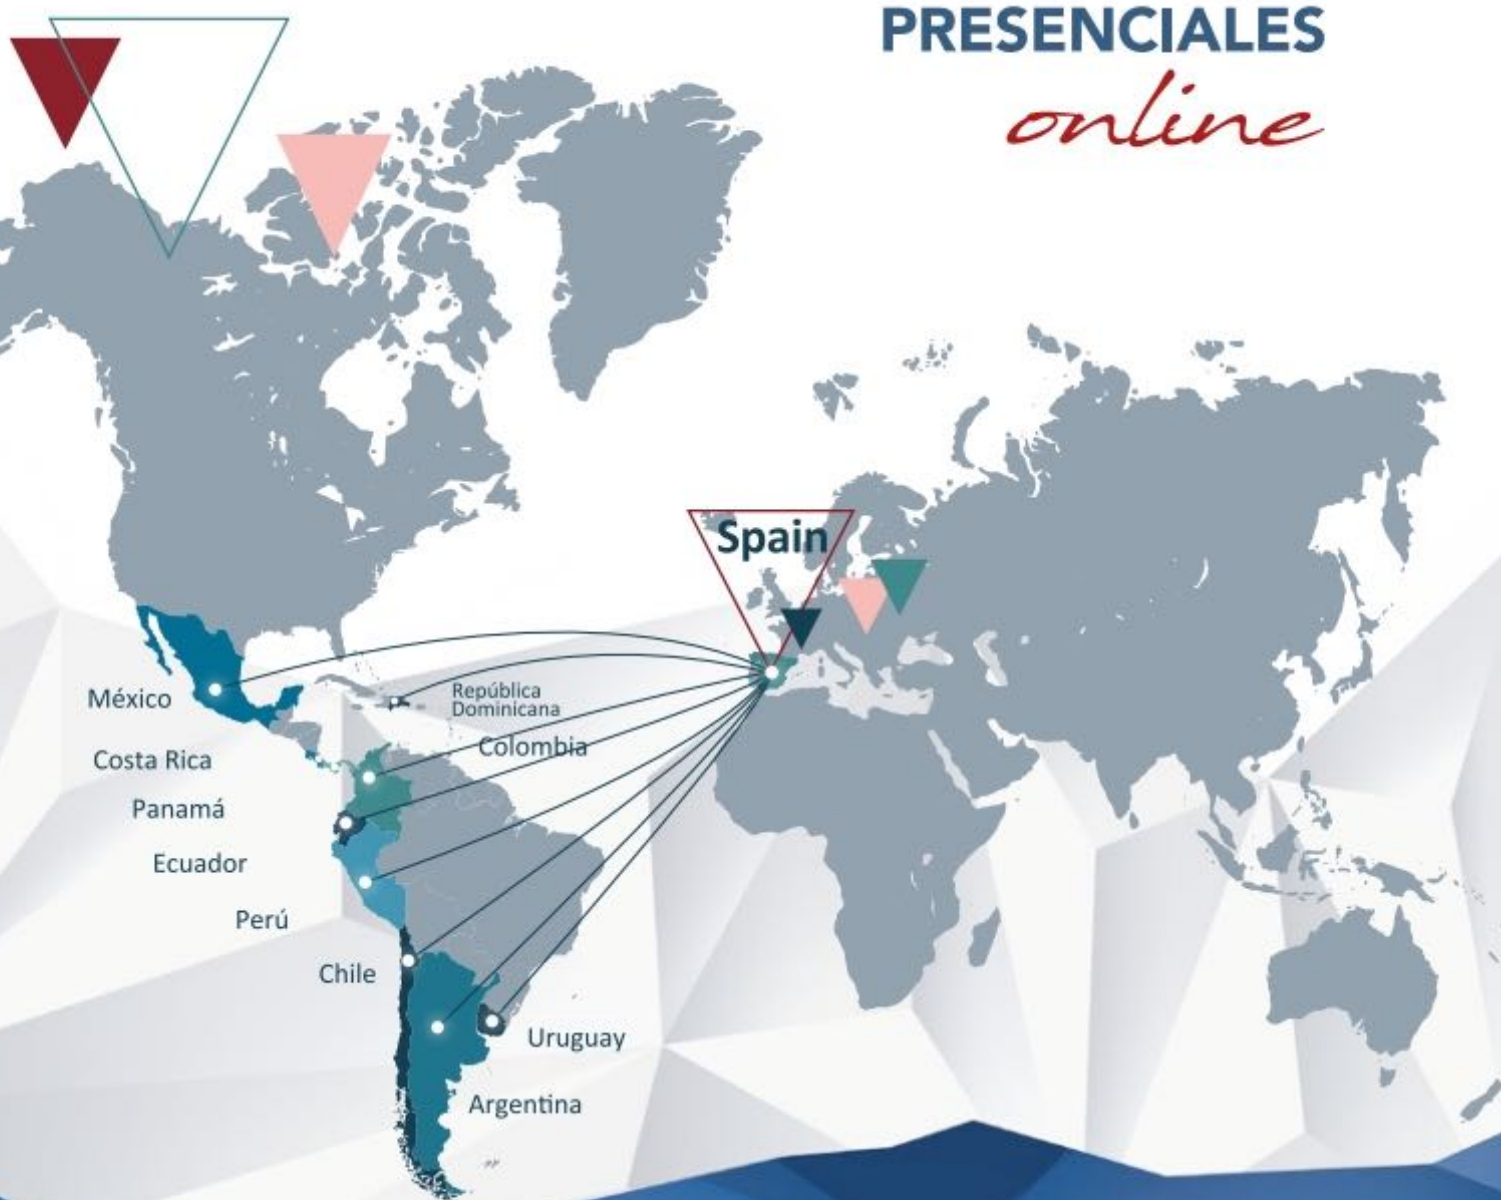 PRESENCIALES
online
Spain
México
República
Dominicana
Colombia
Costa Rica
Panamá
Ecuador
Perú
Chile
Uruguay
Argentina